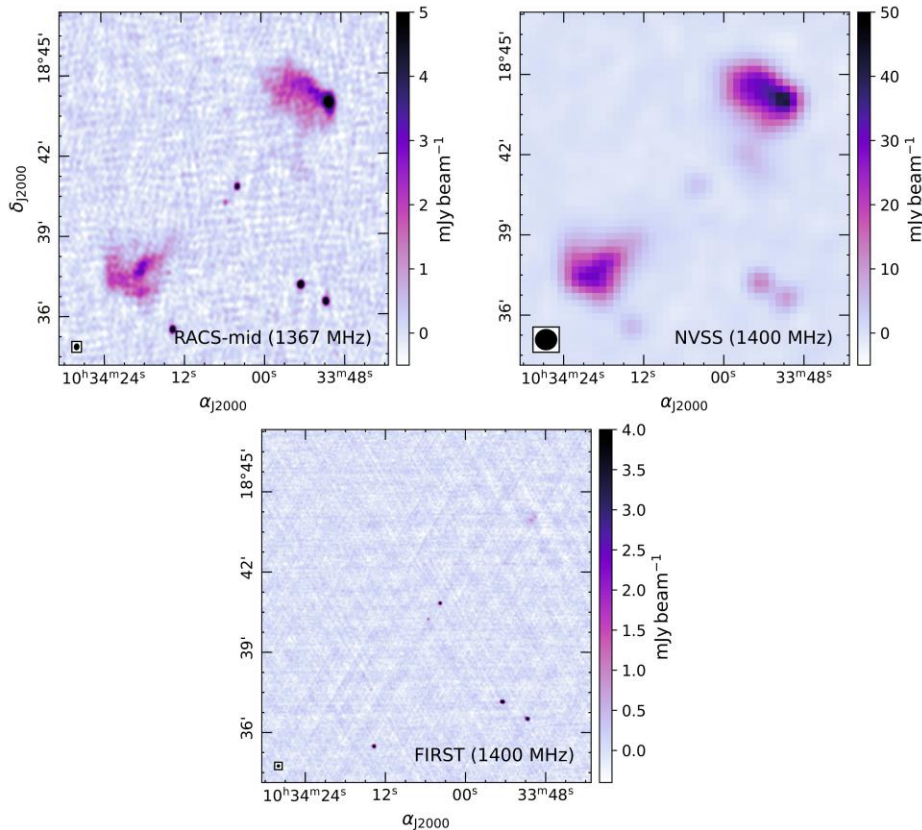 18°45'
42'
39'
36'
δJ2000
10ʰ34ᵐ24ˢ 12ˢ 00ˢ 33ᵐ48ˢ
αJ2000
RACS-mid (1367 MHz)
5
4
3
2
1
0
mJy beam⁻¹
18°45'
42'
39'
36'
10ʰ34ᵐ24ˢ 12ˢ 00ˢ 33ᵐ48ˢ
αJ2000
NVSS (1400 MHz)
50
40
30
20
10
0
mJy beam⁻¹
18°45'
42'
39'
36'
10ʰ34ᵐ24ˢ 12ˢ 00ˢ 33ᵐ48ˢ
αJ2000
FIRST (1400 MHz)
4.0
3.5
3.0
2.5
2.0
1.5
1.0
0.5
0.0
mJy beam⁻¹